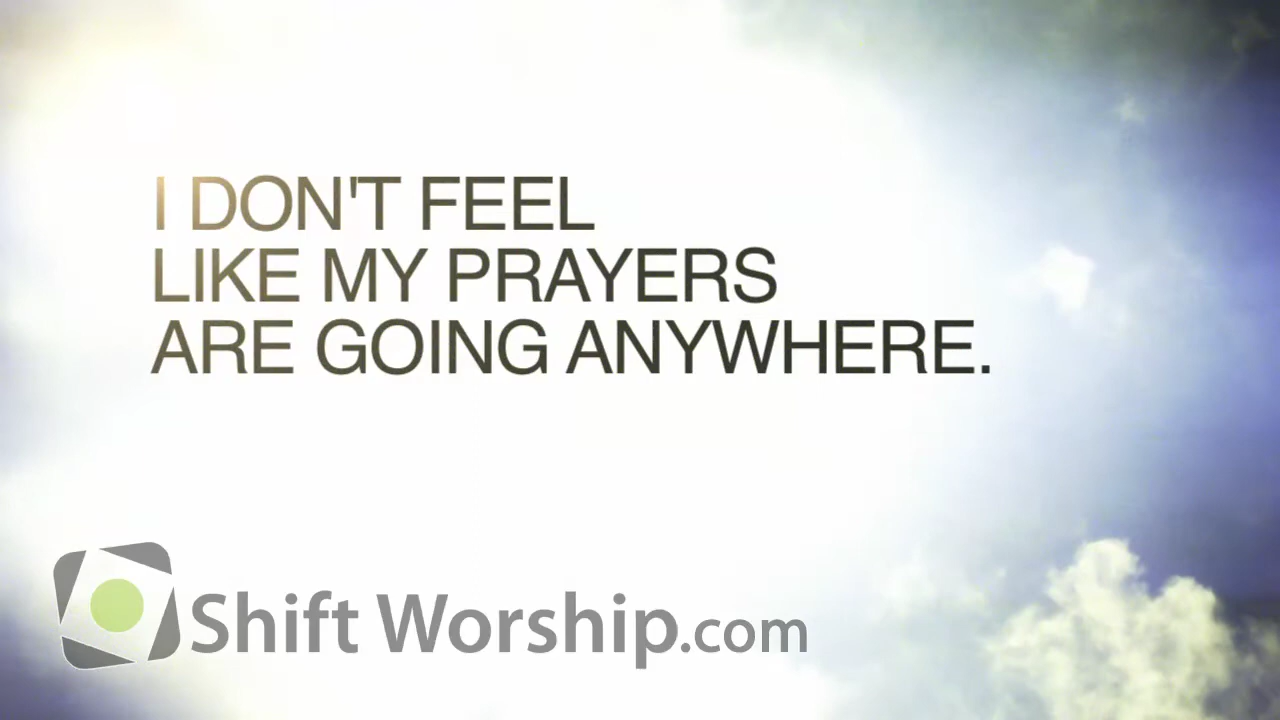 I DON'T FEEL
LIKE MY PRAYERS
ARE GOING ANYWHERE.
Shift Worship.com